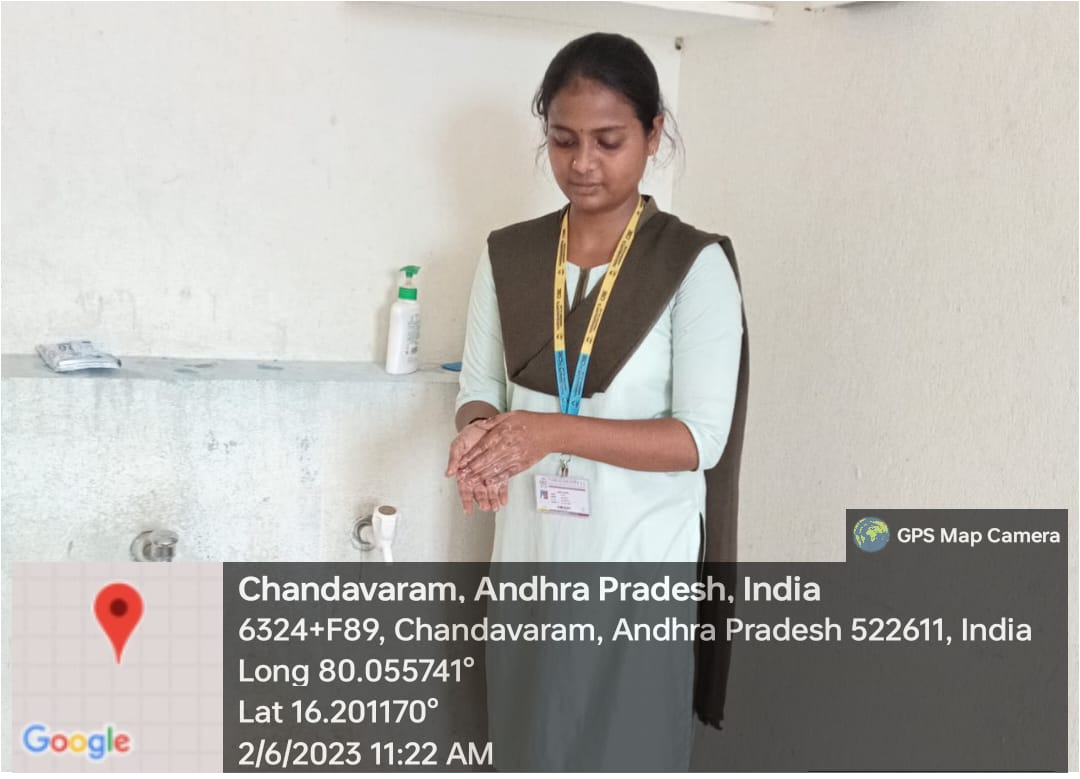 GPS Map Camera
Chandavaram, Andhra Pradesh, India
6324+F89, Chandavaram, Andhra Pradesh 522611, India
Long 80.055741°
Lat 16.201170°
2/6/2023 11:22 AM
Google